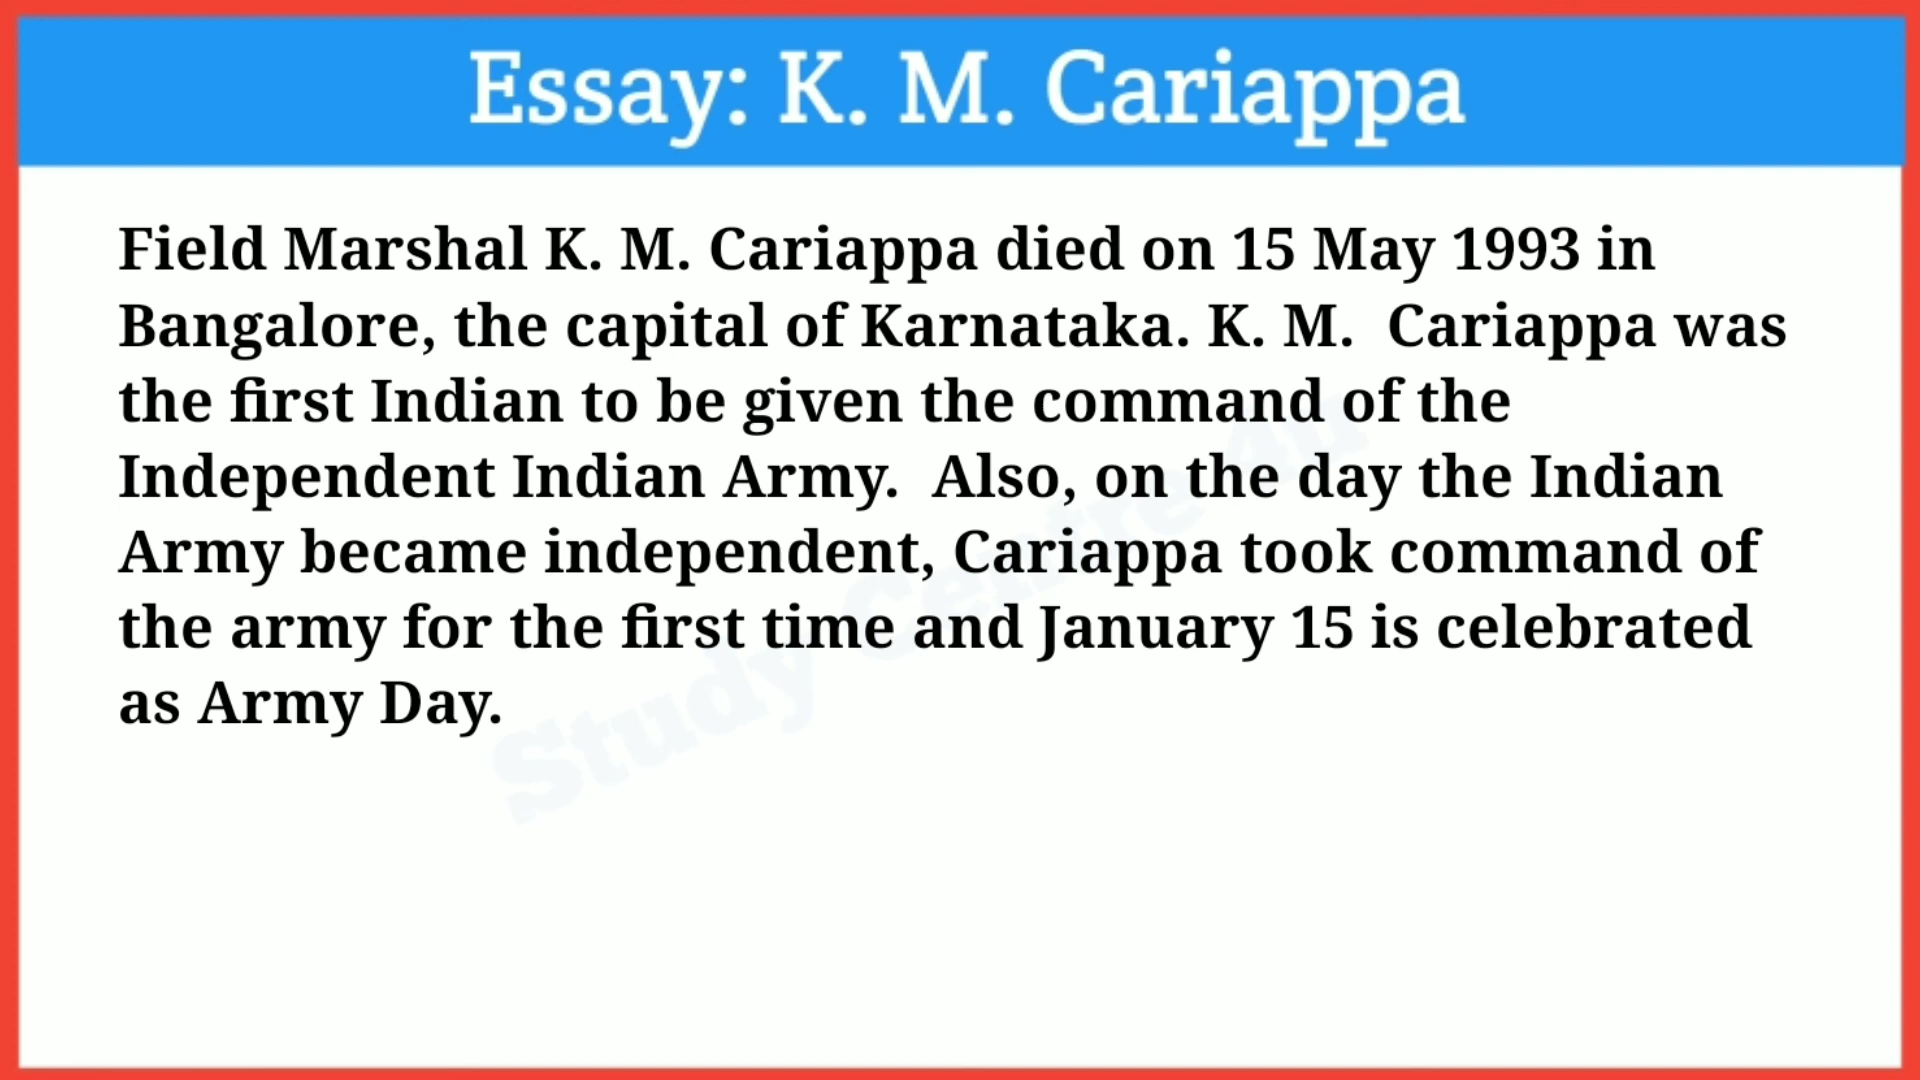 Essay: K. M. Cariappa
Field Marshal K. M. Cariappa died on 15 May 1993 in
Bangalore, the capital of Karnataka. K. M.  Cariappa was
the first Indian to be given the command of the
Independent Indian Army.  Also, on the day the Indian
Army became independent, Cariappa took command of
the army for the first time and January 15 is celebrated
as Army Day.
Study Centre 4u